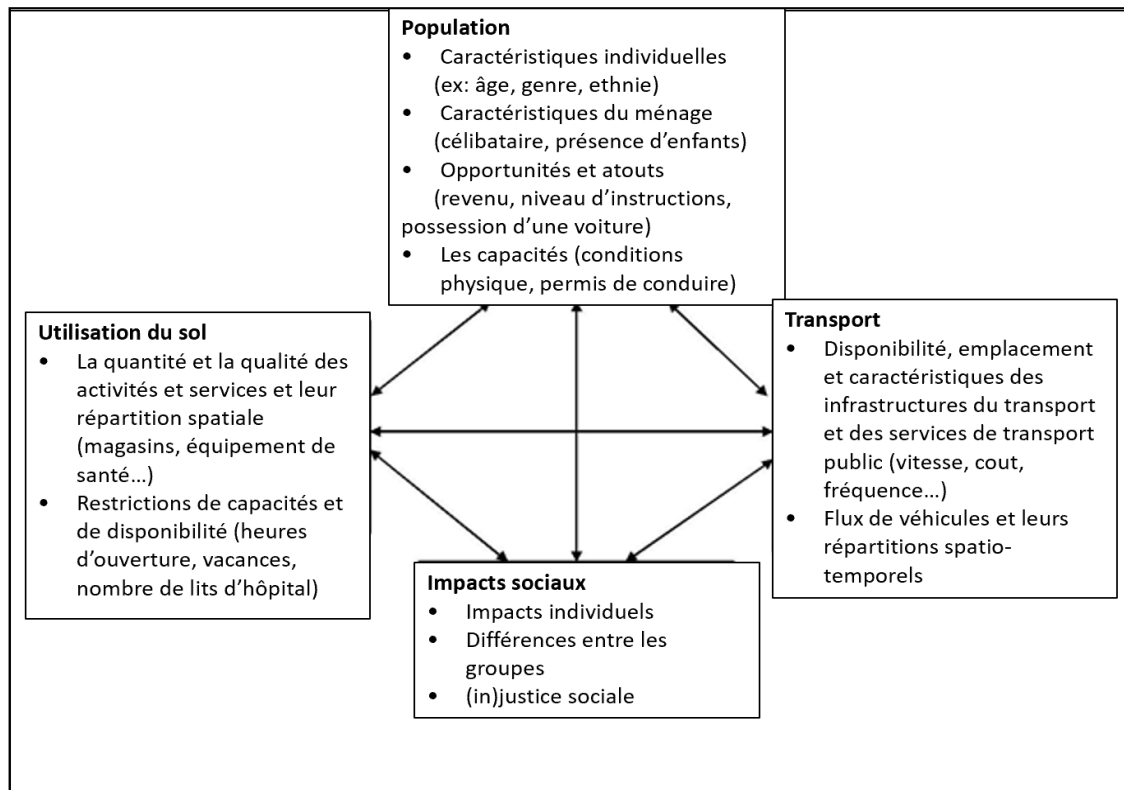 Population
• Caractéristiques individuelles
(ex: âge, genre, ethnie)
• Caractéristiques du ménage
(célibataire, présence d’enfants)
• Opportunités et atouts
(revenu, niveau d’instructions,
possession d’une voiture)
• Les capacités (conditions
physique, permis de conduire)
Utilisation du sol
• La quantité et la qualité des
activités et services et leur
répartition spatiale
(magasins, équipement de
santé…)
• Restrictions de capacités et
de disponibilité (heures
d’ouverture, vacances,
nombre de lits d’hôpital)
Transport
• Disponibilité, emplacement
et caractéristiques des
infrastructures du transport
et des services de transport
public (vitesse, cout,
fréquence…)
• Flux de véhicules et leurs
répartitions spatio-
temporels
Impacts sociaux
• Impacts individuels
• Différences entre les
groupes
• (in)justice sociale